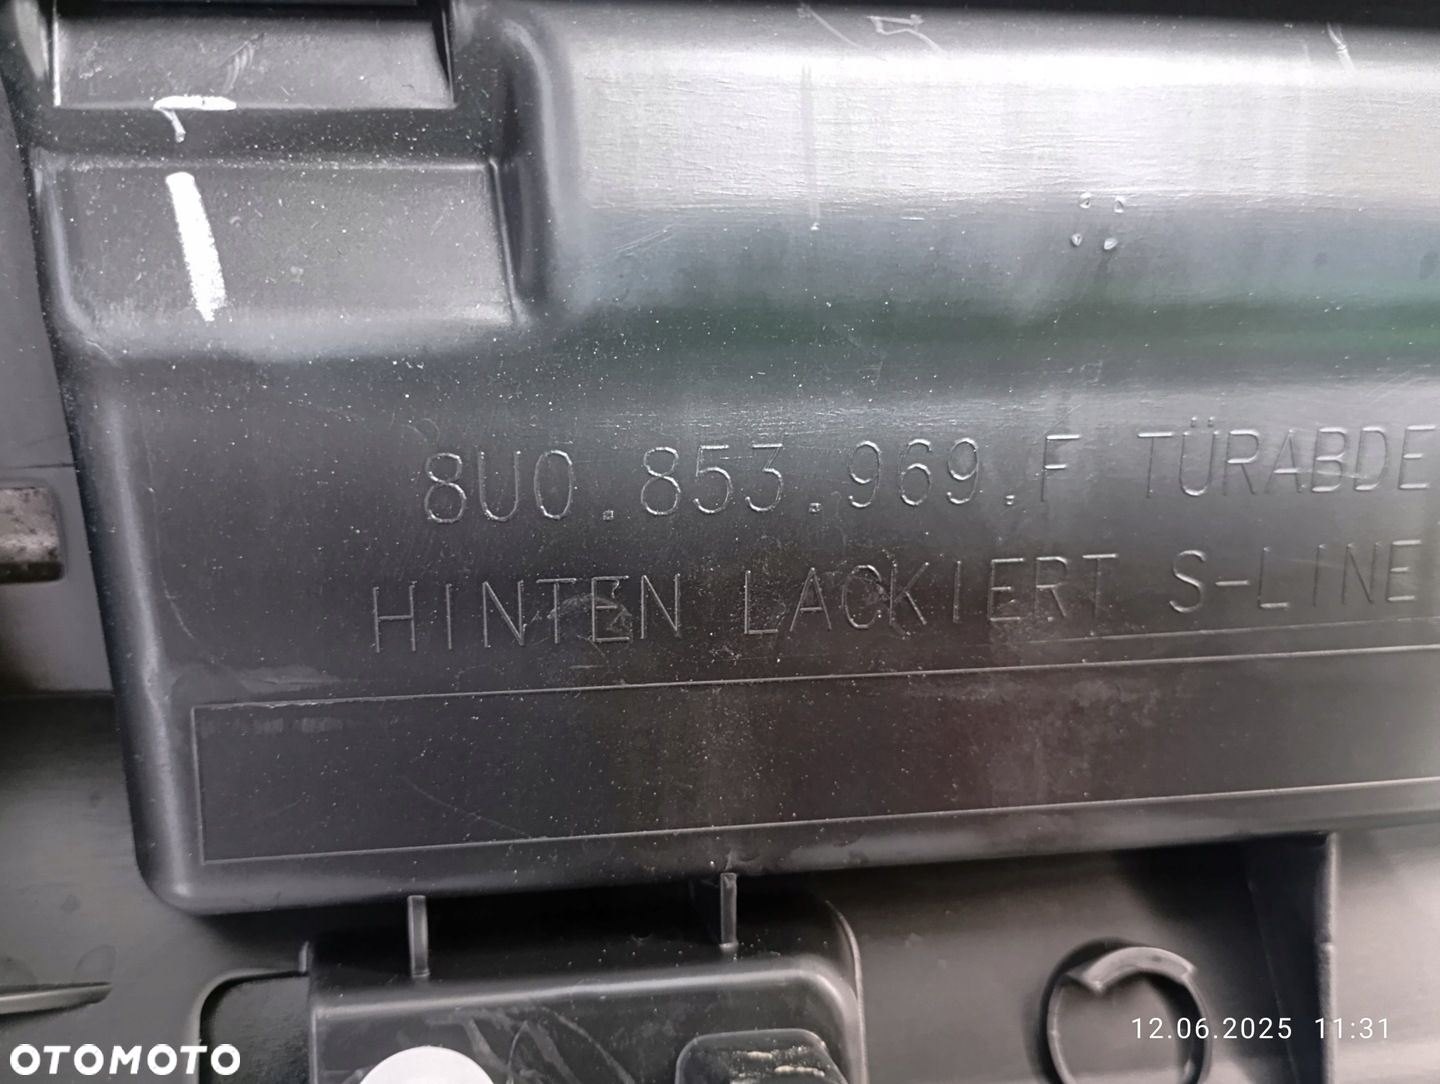 8U0.853.969.F TÜRABDE
HINTEN LACKIERT S-LINE
12.06.2025 11:31
OTOMOTO